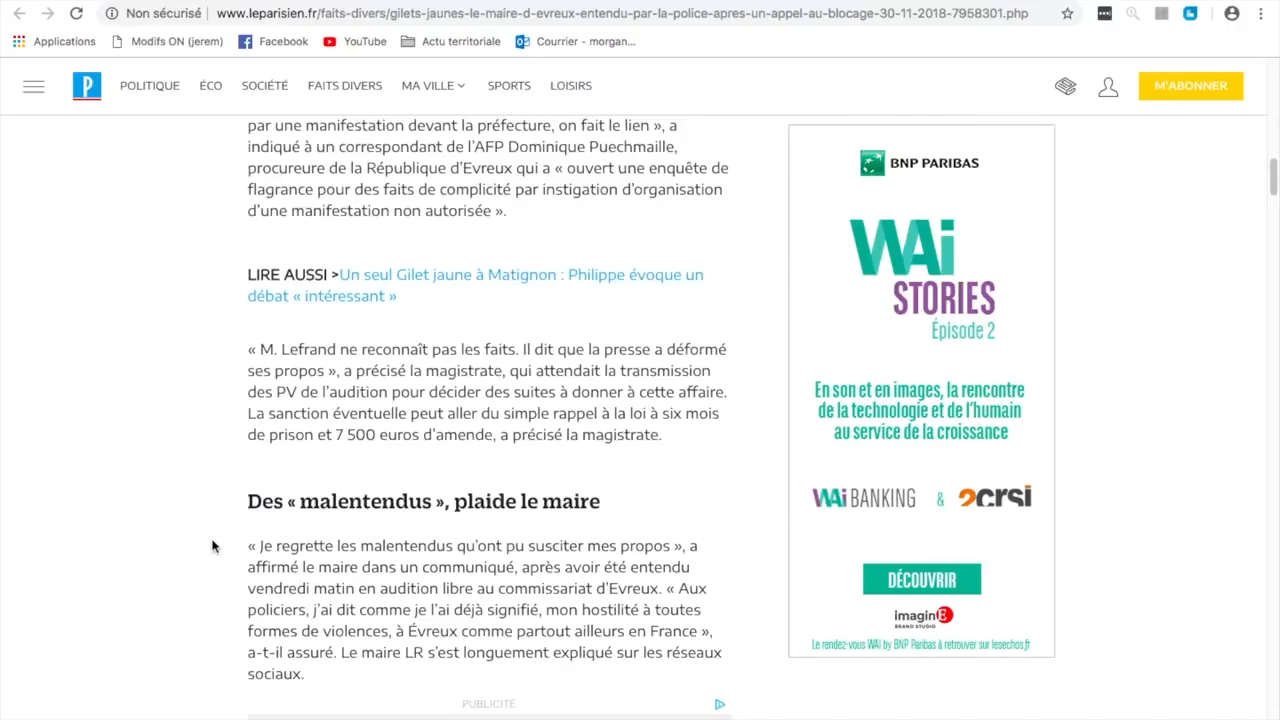 Non sécurisé | www.leparisien.fr/faits-divers/gilets-jaunes-le-maire-d-evreux-entendu-par-la-police-apres-un-appel-au-blocage-30-11-2018-7958301.php
Applications Modifs ON (jerem) Facebook YouTube Actu territoriale Courrier - morgan...
P POLITIQUE ÉCO SOCIÉTÉ FAITS DIVERS MA VILLE SPORTS LOISIRS M'ABONNER
par une manifestation devant la préfecture, on fait le lien », a
indiqué à un correspondant de l'AFP Dominique Puechmaille,
procureure de la République d'Evreux qui a « ouvert une enquête de
flagrance pour des faits de complicité par instigation d'organisation
d'une manifestation non autorisée ».
LIRE AUSSI >Un seul Gilet jaune à Matignon : Philippe évoque un
débat « intéressant »
« M. Lefrand ne reconnaît pas les faits. Il dit que la presse a déformé
ses propos », a précisé la magistrate, qui attendait la transmission
des PV de l'audition pour décider des suites à donner à cette affaire.
La sanction éventuelle peut aller du simple rappel à la loi à six mois
de prison et 7 500 euros d'amende, a précisé la magistrate.
Des « malentendus », plaide le maire
« Je regrette les malentendus qu'ont pu susciter mes propos », a
affirmé le maire dans un communiqué, après avoir été entendu
vendredi matin en audition libre au commissariat d'Evreux. « Aux
policiers, j'ai dit comme je l'ai déjà signifié, mon hostilité à toutes
formes de violences, à Évreux comme partout ailleurs en France »,
a-t-il assuré. Le maire LR s'est longuement expliqué sur les réseaux
sociaux.
PUBLICITÉ
BNP PARIBAS
WAi
STORIES
Épisode 2
En son et en images, la rencontre
de la technologie et de l'humain
au service de la croissance
WAi BANKING & 2crsi
DÉCOUVRIR
imaginE
BRAND STUDIO
Le rendez-vous WAI by BNP Paribas à retrouver sur lesechos.fr